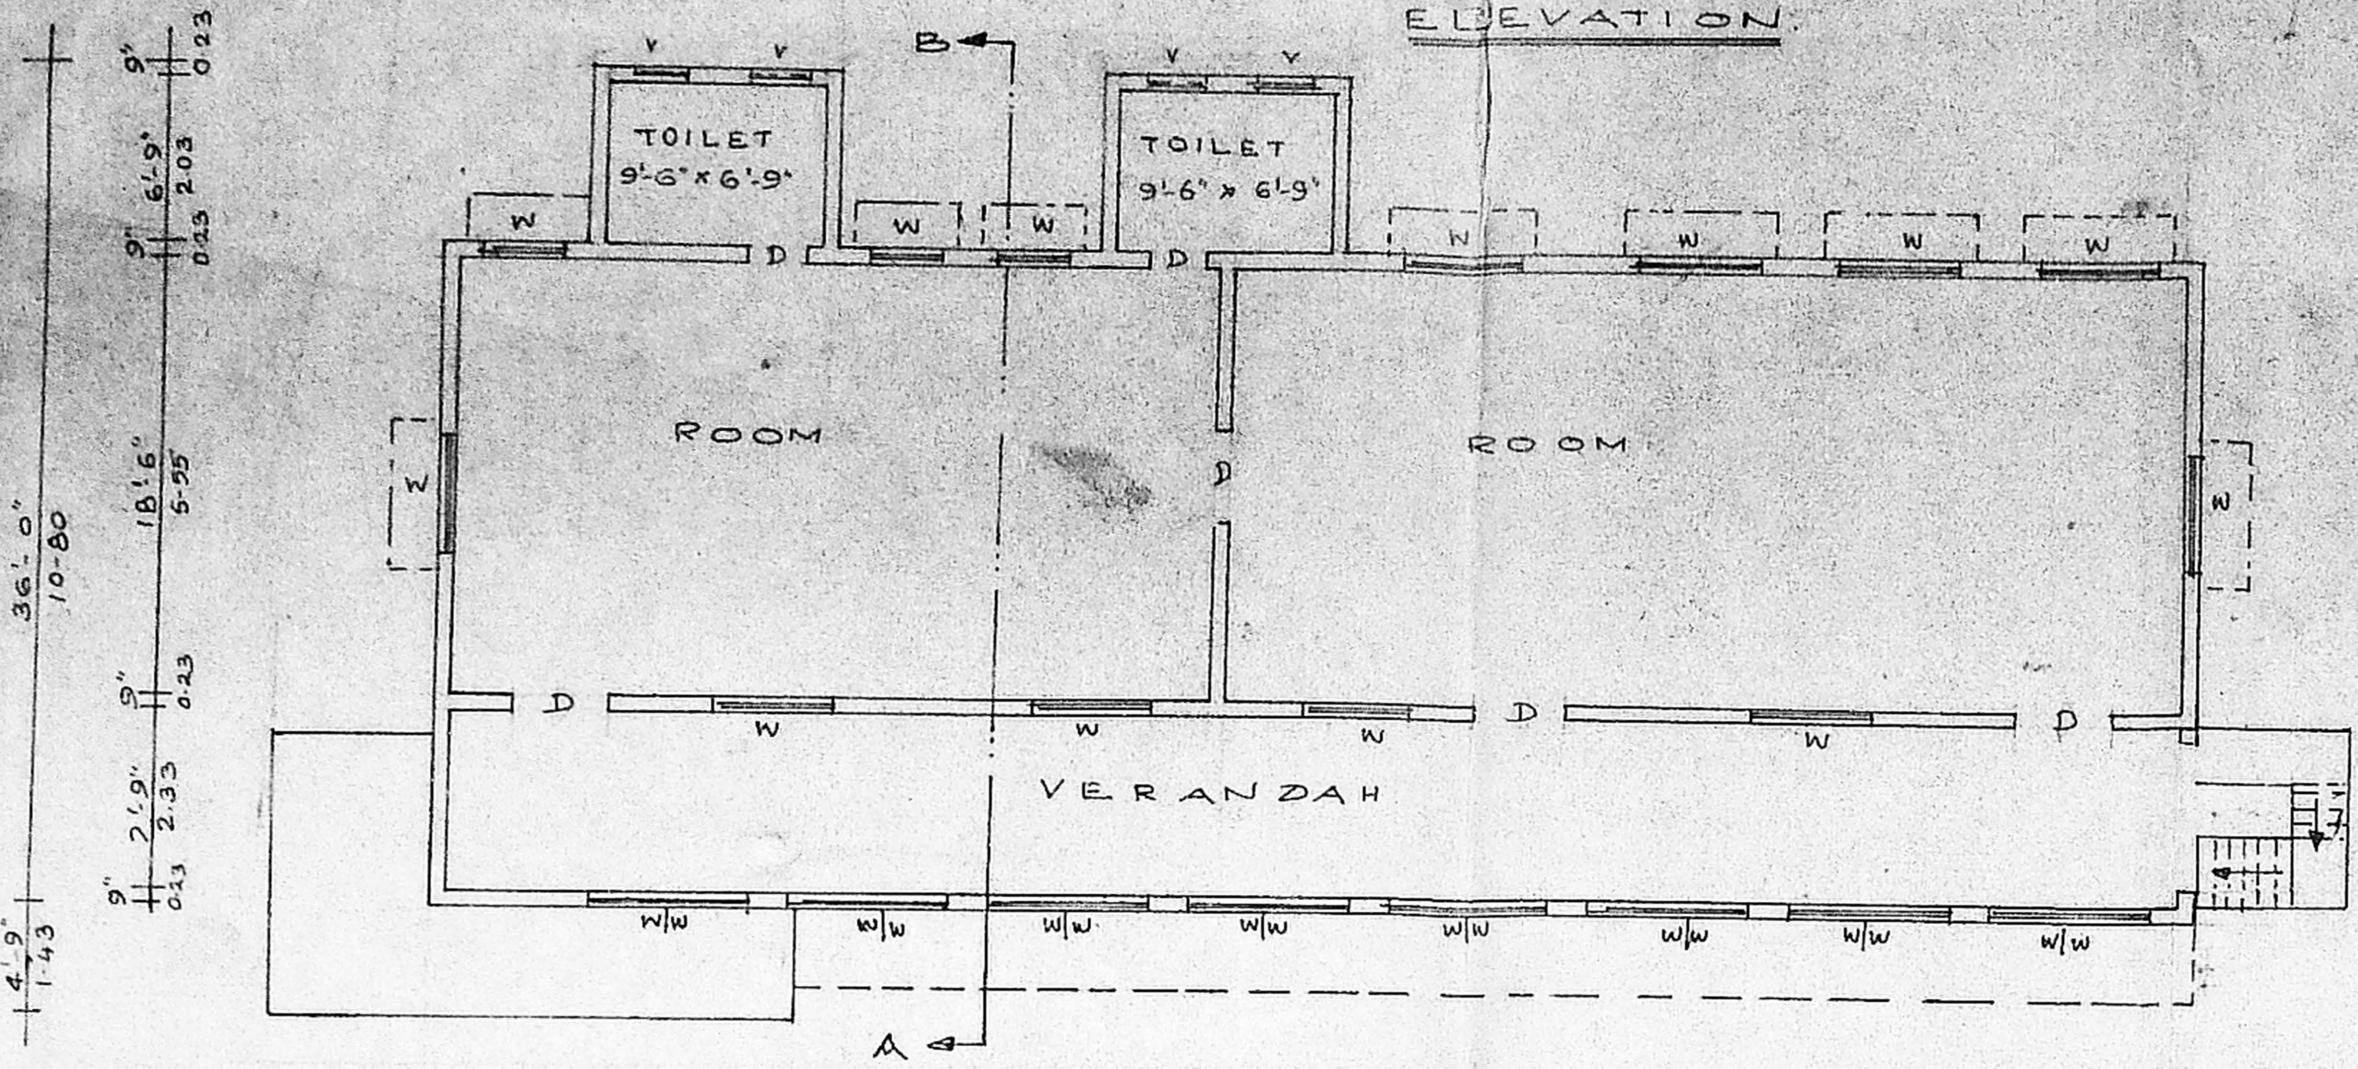 ELEVATION.
B
V V V V
9" 0.23
TOILET
9'-6" x 6'-9"
TOILET
9'-6" x 6'-9"
6'-9" 2.03
W W W W W W W
9" 0.23
D D
ROOM
ROOM
W D W
18'-6" 5-55
36'-0" 10-80
9" 0.23
D W W W D W D
VERANDAH
7'-9" 2.33
9" 0.23
W/W W/W W/W W/W W/W W/W W/W W/W
4'-9" 1-43
A